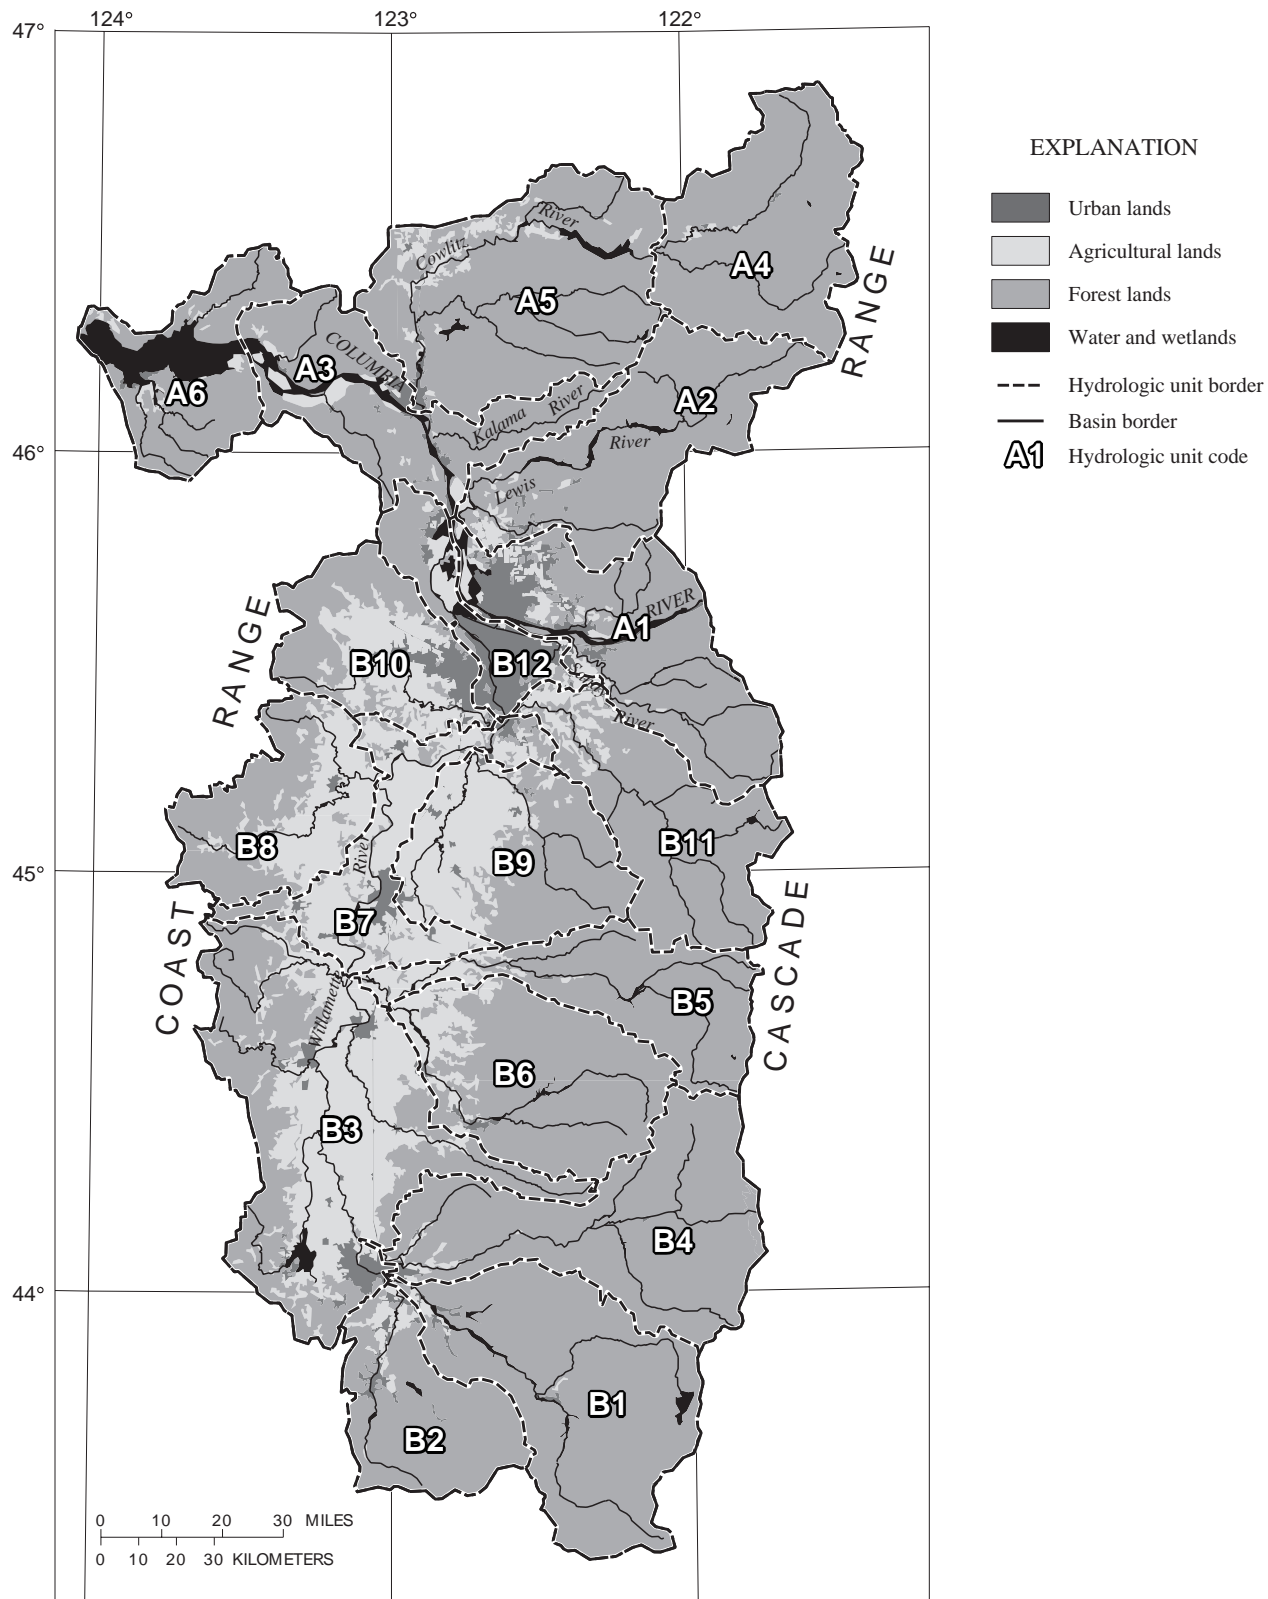 124° 123° 122°
47°
EXPLANATION
Urban lands
Agricultural lands
Forest lands
Water and wetlands
Hydrologic unit border
Basin border
A1 Hydrologic unit code
River
Cowlitz
A4
RANGE
A5
COLUMBIA
A3
A6
A2
Kalama River
River
46°
Lewis
RIVER
A1
RANGE
B10
B12
Sandy
River
B11
B8
River
B9
45°
B7
COAST
CASCADE
Willamette
B5
B6
B3
B4
44°
B1
B2
0 10 20 30 MILES
0 10 20 30 KILOMETERS